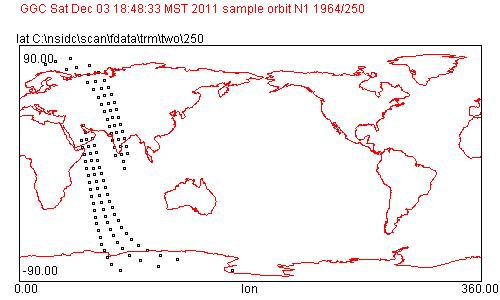 GGC Sat Dec 03 18:48:33 MST 2011 sample orbit N1 1964/250
lat C:\nsidc\scan\fdata\trm\two\250
90.00
-90.00
0.00 lon 360.00